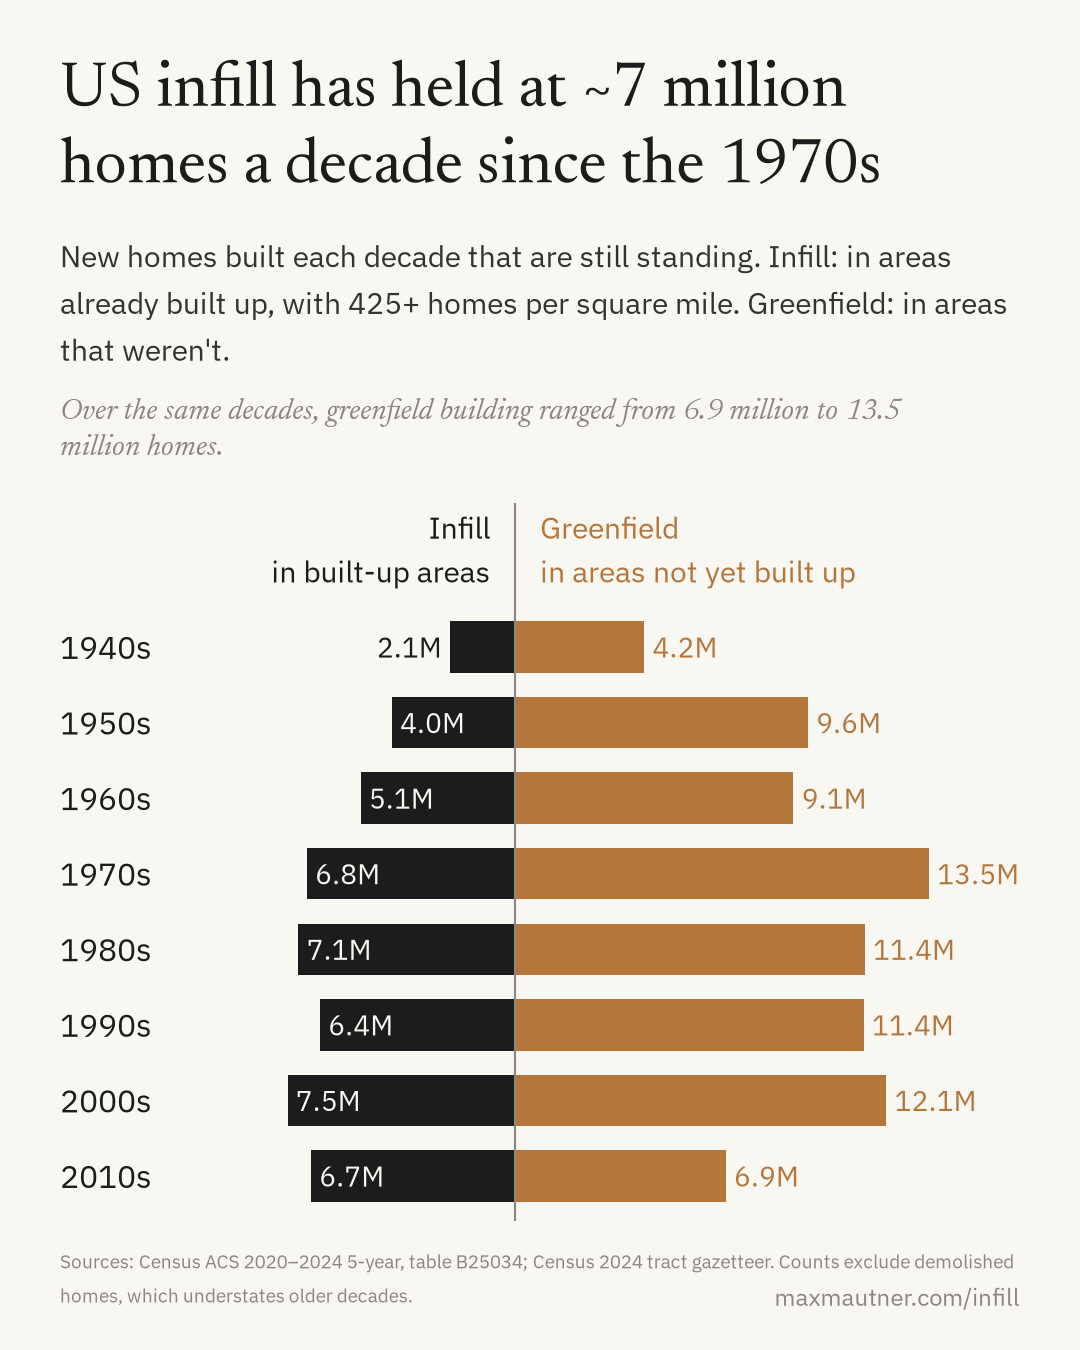 US infill has held at ~7 million
homes a decade since the 1970s
New homes built each decade that are still standing. Infill: in areas
already built up, with 425+ homes per square mile. Greenfield: in areas
that weren't.
Over the same decades, greenfield building ranged from 6.9 million to 13.5
million homes.
Infill
in built-up areas
Greenfield
in areas not yet built up
1940s 2.1M 4.2M
1950s 4.0M 9.6M
1960s 5.1M 9.1M
1970s 6.8M 13.5M
1980s 7.1M 11.4M
1990s 6.4M 11.4M
2000s 7.5M 12.1M
2010s 6.7M 6.9M
Sources: Census ACS 2020–2024 5-year, table B25034; Census 2024 tract gazetteer. Counts exclude demolished
homes, which understates older decades.
maxmautner.com/infill